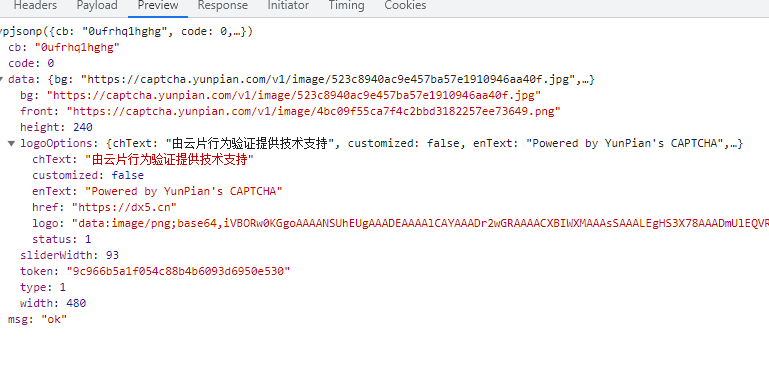 Headers Payload Preview Response Initiator Timing Cookies
ypjsonp({cb: "0ufrhq1hghg", code: 0,…})
cb: "0ufrhq1hghg"
code: 0
data: {bg: "https://captcha.yunpian.com/v1/image/523c8940ac9e457ba57e1910946aa40f.jpg",…}
bg: "https://captcha.yunpian.com/v1/image/523c8940ac9e457ba57e1910946aa40f.jpg"
front: "https://captcha.yunpian.com/v1/image/4bc09f55ca7f4c2bbd3182257ee73649.png"
height: 240
logoOptions: {chText: "由云片行为验证提供技术支持", customized: false, enText: "Powered by YunPian's CAPTCHA",…}
chText: "由云片行为验证提供技术支持"
customized: false
enText: "Powered by YunPian's CAPTCHA"
href: "https://dx5.cn"
logo: "data:image/png;base64,iVBORw0KGgoAAAANSUhEUgAAADEAAAAlCAYAAADr2wGRAAAACXBIWXMAAAsSAAALEgHS3X78AAADmUlEQVR
status: 1
sliderWidth: 93
token: "9c966b5a1f054c88b4b6093d6950e530"
type: 1
width: 480
msg: "ok"